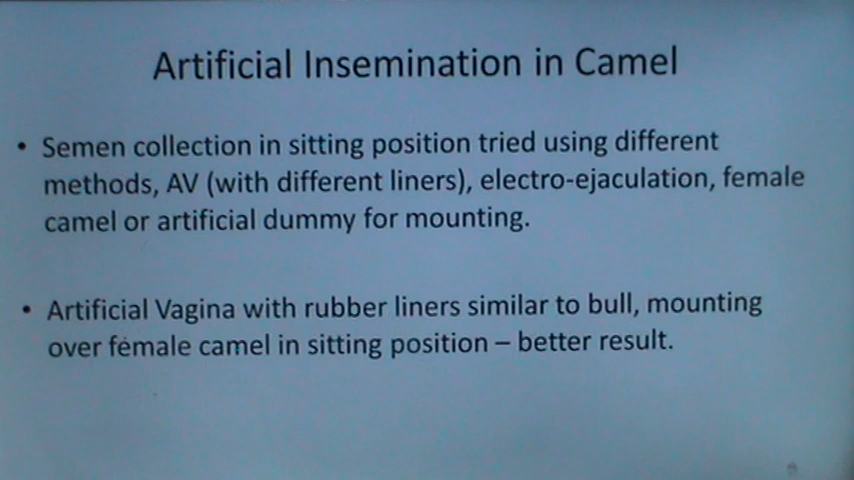 Artificial Insemination in Camel
• Semen collection in sitting position tried using different
methods, AV (with different liners), electro-ejaculation, female
camel or artificial dummy for mounting.
• Artificial Vagina with rubber liners similar to bull, mounting
over female camel in sitting position – better result.